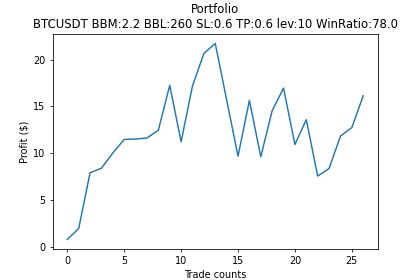 Portfolio
BTCUSDT BBM:2.2 BBL:260 SL:0.6 TP:0.6 lev:10 WinRatio:78.0
20
15
10
5
0
Profit ($)
0 5 10 15 20 25
Trade counts